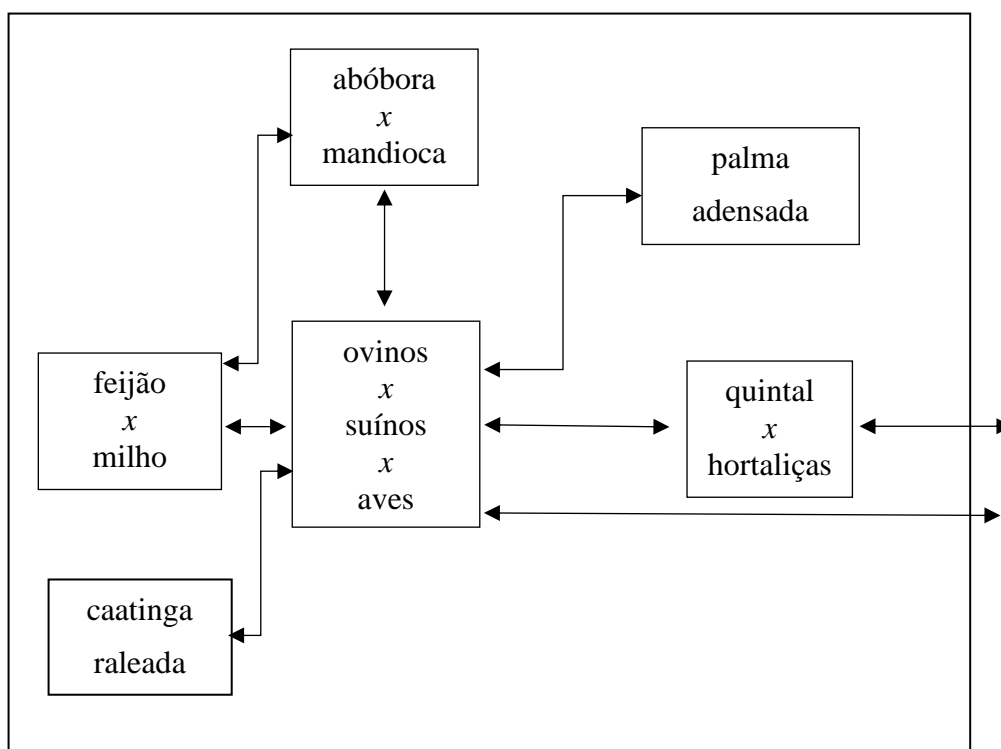 abóbora
x
mandioca
palma
adensada
ovinos
x
suínos
x
aves
feijão
x
milho
quintal
x
hortaliças
caatinga
raleada